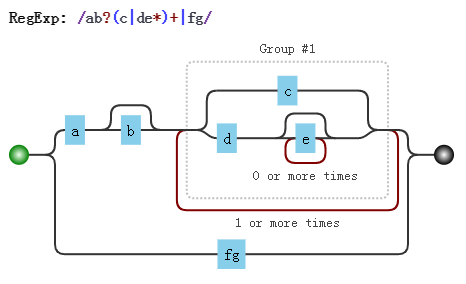 RegExp: /ab?(c|de*)+|fg/
Group #1
c
a
b
d
e
0 or more times
1 or more times
fg